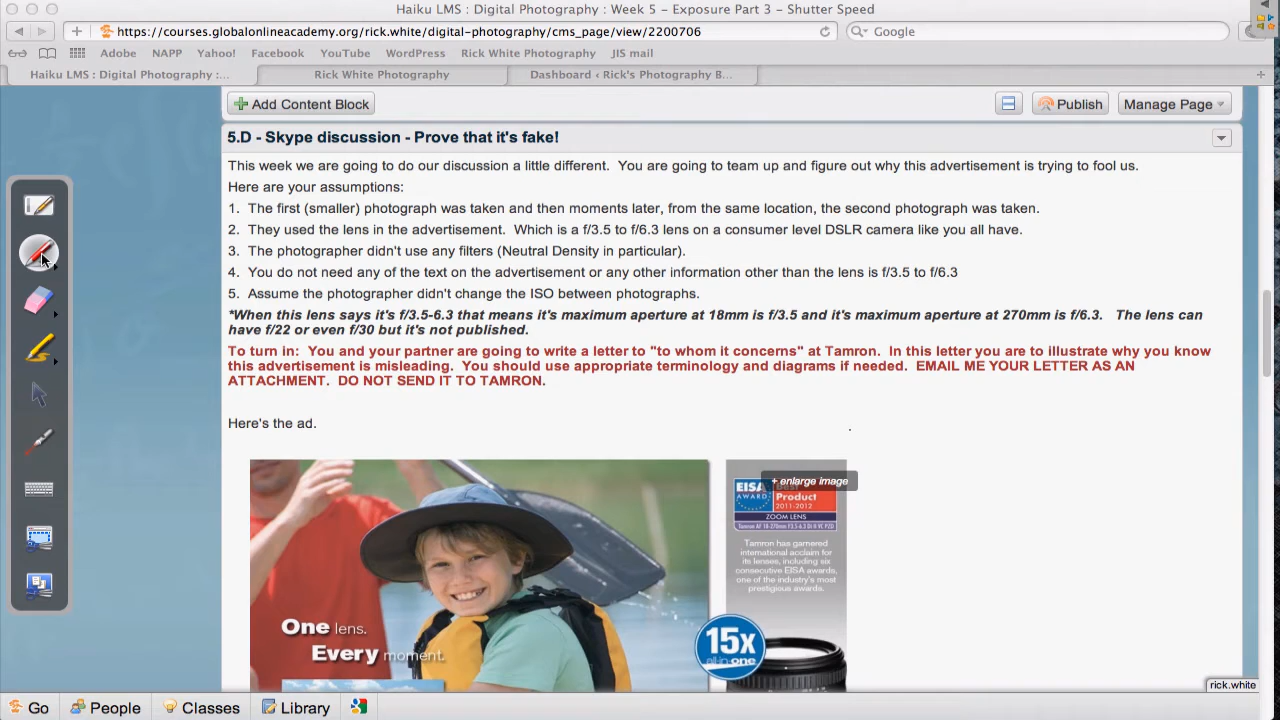 Haiku LMS : Digital Photography : Week 5 – Exposure Part 3 – Shutter Speed
https://courses.globalonlineacademy.org/rick.white/digital-photography/cms_page/view/2200706
Google
Adobe NAPP Yahoo! Facebook YouTube WordPress Rick White Photography JIS mail
Haiku LMS : Digital Photography :... Rick White Photography Dashboard ‹ Rick's Photography B...
Add Content Block Publish Manage Page
5.D - Skype discussion - Prove that it's fake!
This week we are going to do our discussion a little different. You are going to team up and figure out why this advertisement is trying to fool us.
Here are your assumptions:
1. The first (smaller) photograph was taken and then moments later, from the same location, the second photograph was taken.
2. They used the lens in the advertisement. Which is a f/3.5 to f/6.3 lens on a consumer level DSLR camera like you all have.
3. The photographer didn't use any filters (Neutral Density in particular).
4. You do not need any of the text on the advertisement or any other information other than the lens is f/3.5 to f/6.3
5. Assume the photographer didn't change the ISO between photographs.
*When this lens says it's f/3.5-6.3 that means it's maximum aperture at 18mm is f/3.5 and it's maximum aperture at 270mm is f/6.3. The lens can
have f/22 or even f/30 but it's not published.
To turn in: You and your partner are going to write a letter to "to whom it concerns" at Tamron. In this letter you are to illustrate why you know
this advertisement is misleading. You should use appropriate terminology and diagrams if needed. EMAIL ME YOUR LETTER AS AN
ATTACHMENT. DO NOT SEND IT TO TAMRON.
Here's the ad.
+ enlarge image
EISA
AWARD
Product
2011-2012
ZOOM LENS
Tamron AF 18-270mm f/3.5-6.3 Di II VC PZD
Tamron has garnered
international acclaim for
its lenses, including six
consecutive EISA awards,
one of the industry's most
prestigious awards.
One lens.
Every moment.
15x
all-in-one
rick.white
Go People Classes Library